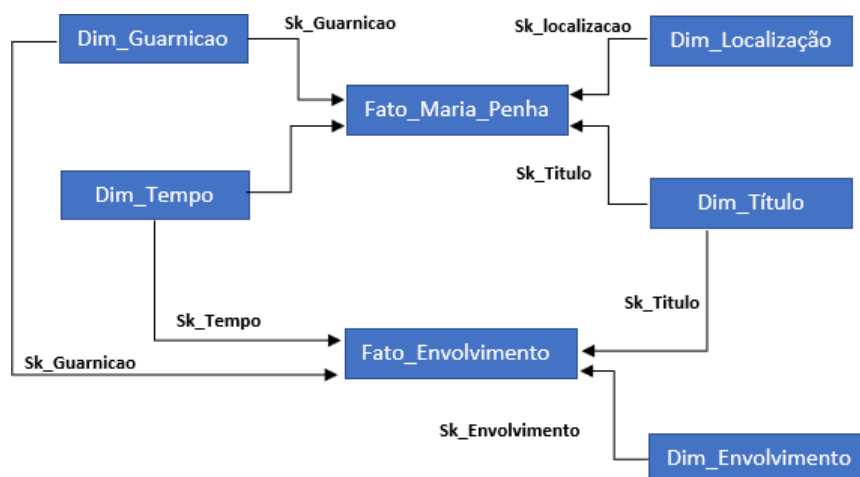 Sk_Guarnicao
Sk_localizacao
Dim_Guarnicao
Dim_Localização
Fato_Maria_Penha
Sk_Titulo
Dim_Tempo
Dim_Título
Sk_Titulo
Sk_Tempo
Fato_Envolvimento
Sk_Guarnicao
Sk_Envolvimento
Dim_Envolvimento